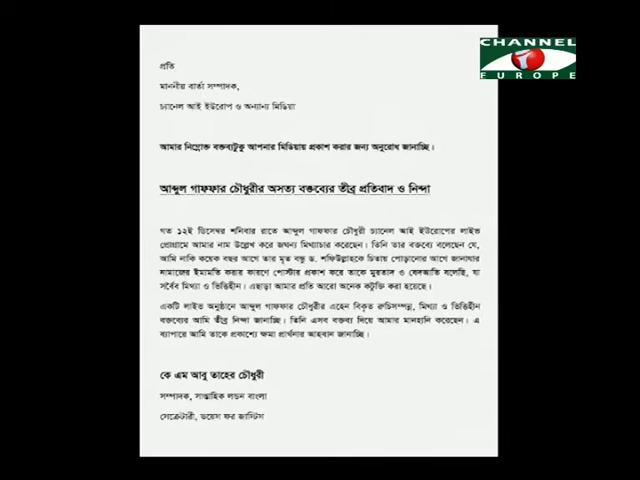 CHANNEL
i
EUROPE
প্রতি
মাননীয় বার্তা সম্পাদক,
চ্যানেল আই ইউরোপ ও অন্যান্য মিডিয়া
আমার নিম্নোক্ত বক্তব্যটুকু আপনার মিডিয়ায় প্রকাশ করার জন্য অনুরোধ জানাচ্ছি।
আব্দুল গাফফার চৌধুরীর অসত্য বক্তব্যের তীব্র প্রতিবাদ ও নিন্দা
গত ১২ই ডিসেম্বর শনিবার রাতে আব্দুল গাফফার চৌধুরী চ্যানেল আই ইউরোপের লাইভ
প্রোগ্রামে আমার নাম উল্লেখ করে জঘন্য মিথ্যাচার করেছেন। তিনি তার বক্তব্যে বলেছেন যে,
আমি নাকি কয়েক বছর আগে তার মৃত বন্ধু ড. শফিউল্লাহকে চিতায় পোড়ানোর আগে জানাযার
নামাজের ইমামতি করার কারণে পোস্টার প্রকাশ করে তাকে মুরতাদ ও বেদআতি বলেছি, যা
সর্বৈব মিথ্যা ও ভিত্তিহীন। এছাড়া আমার প্রতি আরো অনেক কটুক্তি করা হয়েছে।
একটি লাইভ অনুষ্ঠানে আব্দুল গাফফার চৌধুরীর এহেন বিকৃত রুচিসম্পন্ন, মিথ্যা ও ভিত্তিহীন
বক্তব্যের আমি তীব্র নিন্দা জানাচ্ছি। তিনি এসব বক্তব্য দিয়ে আমার মানহানি করেছেন। এ
ব্যাপারে আমি তাকে প্রকাশ্যে ক্ষমা প্রার্থনার আহবান জানাচ্ছি।
কে এম আবু তাহের চৌধুরী
সম্পাদক, সাপ্তাহিক লন্ডন বাংলা
সেক্রেটারী, ভয়েস ফর জাস্টিস